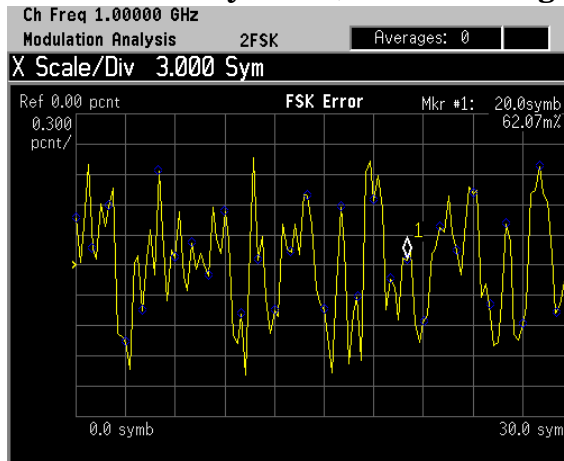 Ch Freq 1.00000 GHz
Modulation Analysis 2FSK Averages: 0
X Scale/Div 3.000 Sym
Ref 0.00 pcnt FSK Error Mkr #1: 20.0symb
0.300 62.07m%
pcnt/
1
0.0 symb 30.0 sym